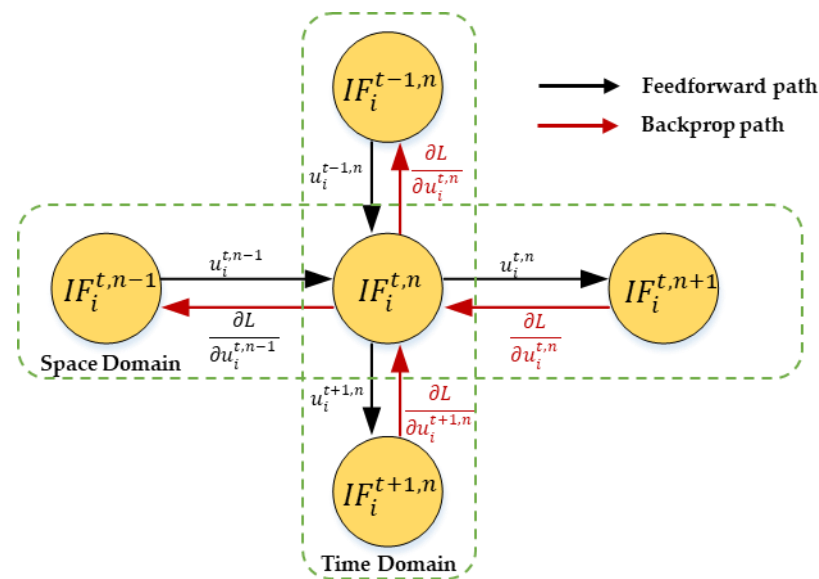 IF_i^{t-1,n}
Feedforward path
Backprop path
u_i^{t-1,n}
∂L
∂u_i^{t,n}
IF_i^{t,n-1}
u_i^{t,n-1}
IF_i^{t,n}
u_i^{t,n}
IF_i^{t,n+1}
∂L
∂u_i^{t,n-1}
∂L
∂u_i^{t,n}
Space Domain
u_i^{t+1,n}
∂L
∂u_i^{t+1,n}
IF_i^{t+1,n}
Time Domain